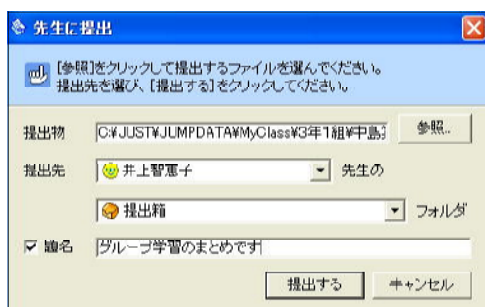 先生に提出
[参照]をクリックして提出するファイルを選んでください。
提出先を選び、[提出する]をクリックしてください。
提出物 C:¥JUST¥JUMPDATA¥MyClass¥3年1組¥中島 参照..
提出先 井上智恵子 先生の
提出箱 フォルダ
題名 グループ学習のまとめです
提出する キャンセル